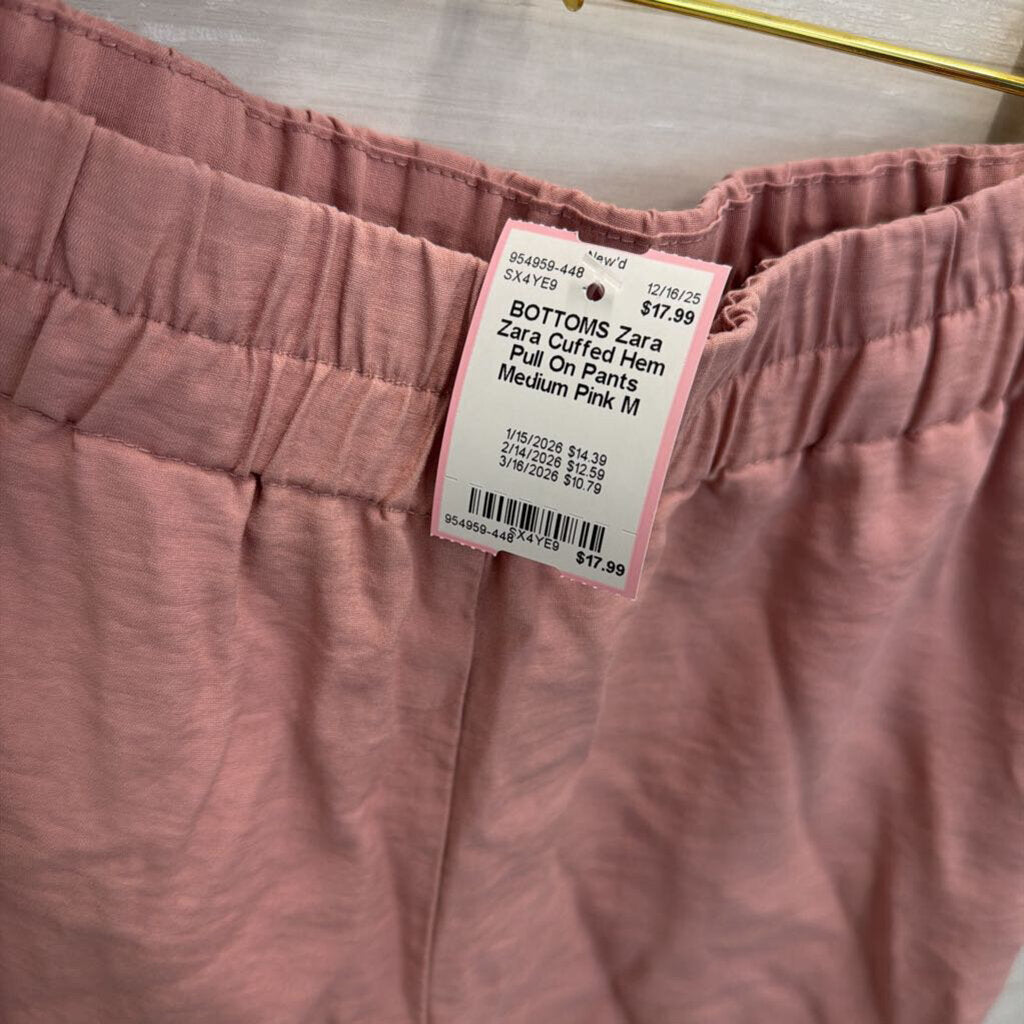 New'd
954959-448
SX4YE9
12/16/25
$17.99
BOTTOMS Zara
Zara Cuffed Hem
Pull On Pants
Medium Pink M
1/15/2026 $14.39
2/14/2026 $12.59
3/16/2026 $10.79
954959-448
SX4YE9
$17.99